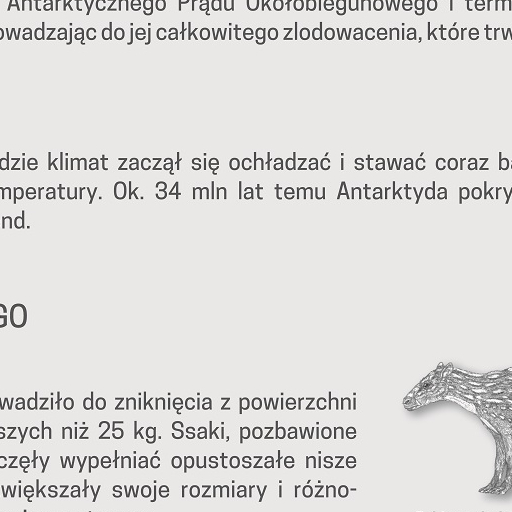 Antarktycznego Prądu Okołobiegunowego i term
owadzając do jej całkowitego zlodowacenia, które trw
dzie klimat zaczął się ochładzać i stawać coraz ba
mperatury. Ok. 34 mln lat temu Antarktyda pokry
nd.
GO
wadziło do zniknięcia z powierzchni
szych niż 25 kg. Ssaki, pozbawione
częły wypełniać opustoszałe nisze
większały swoje rozmiary i różno-